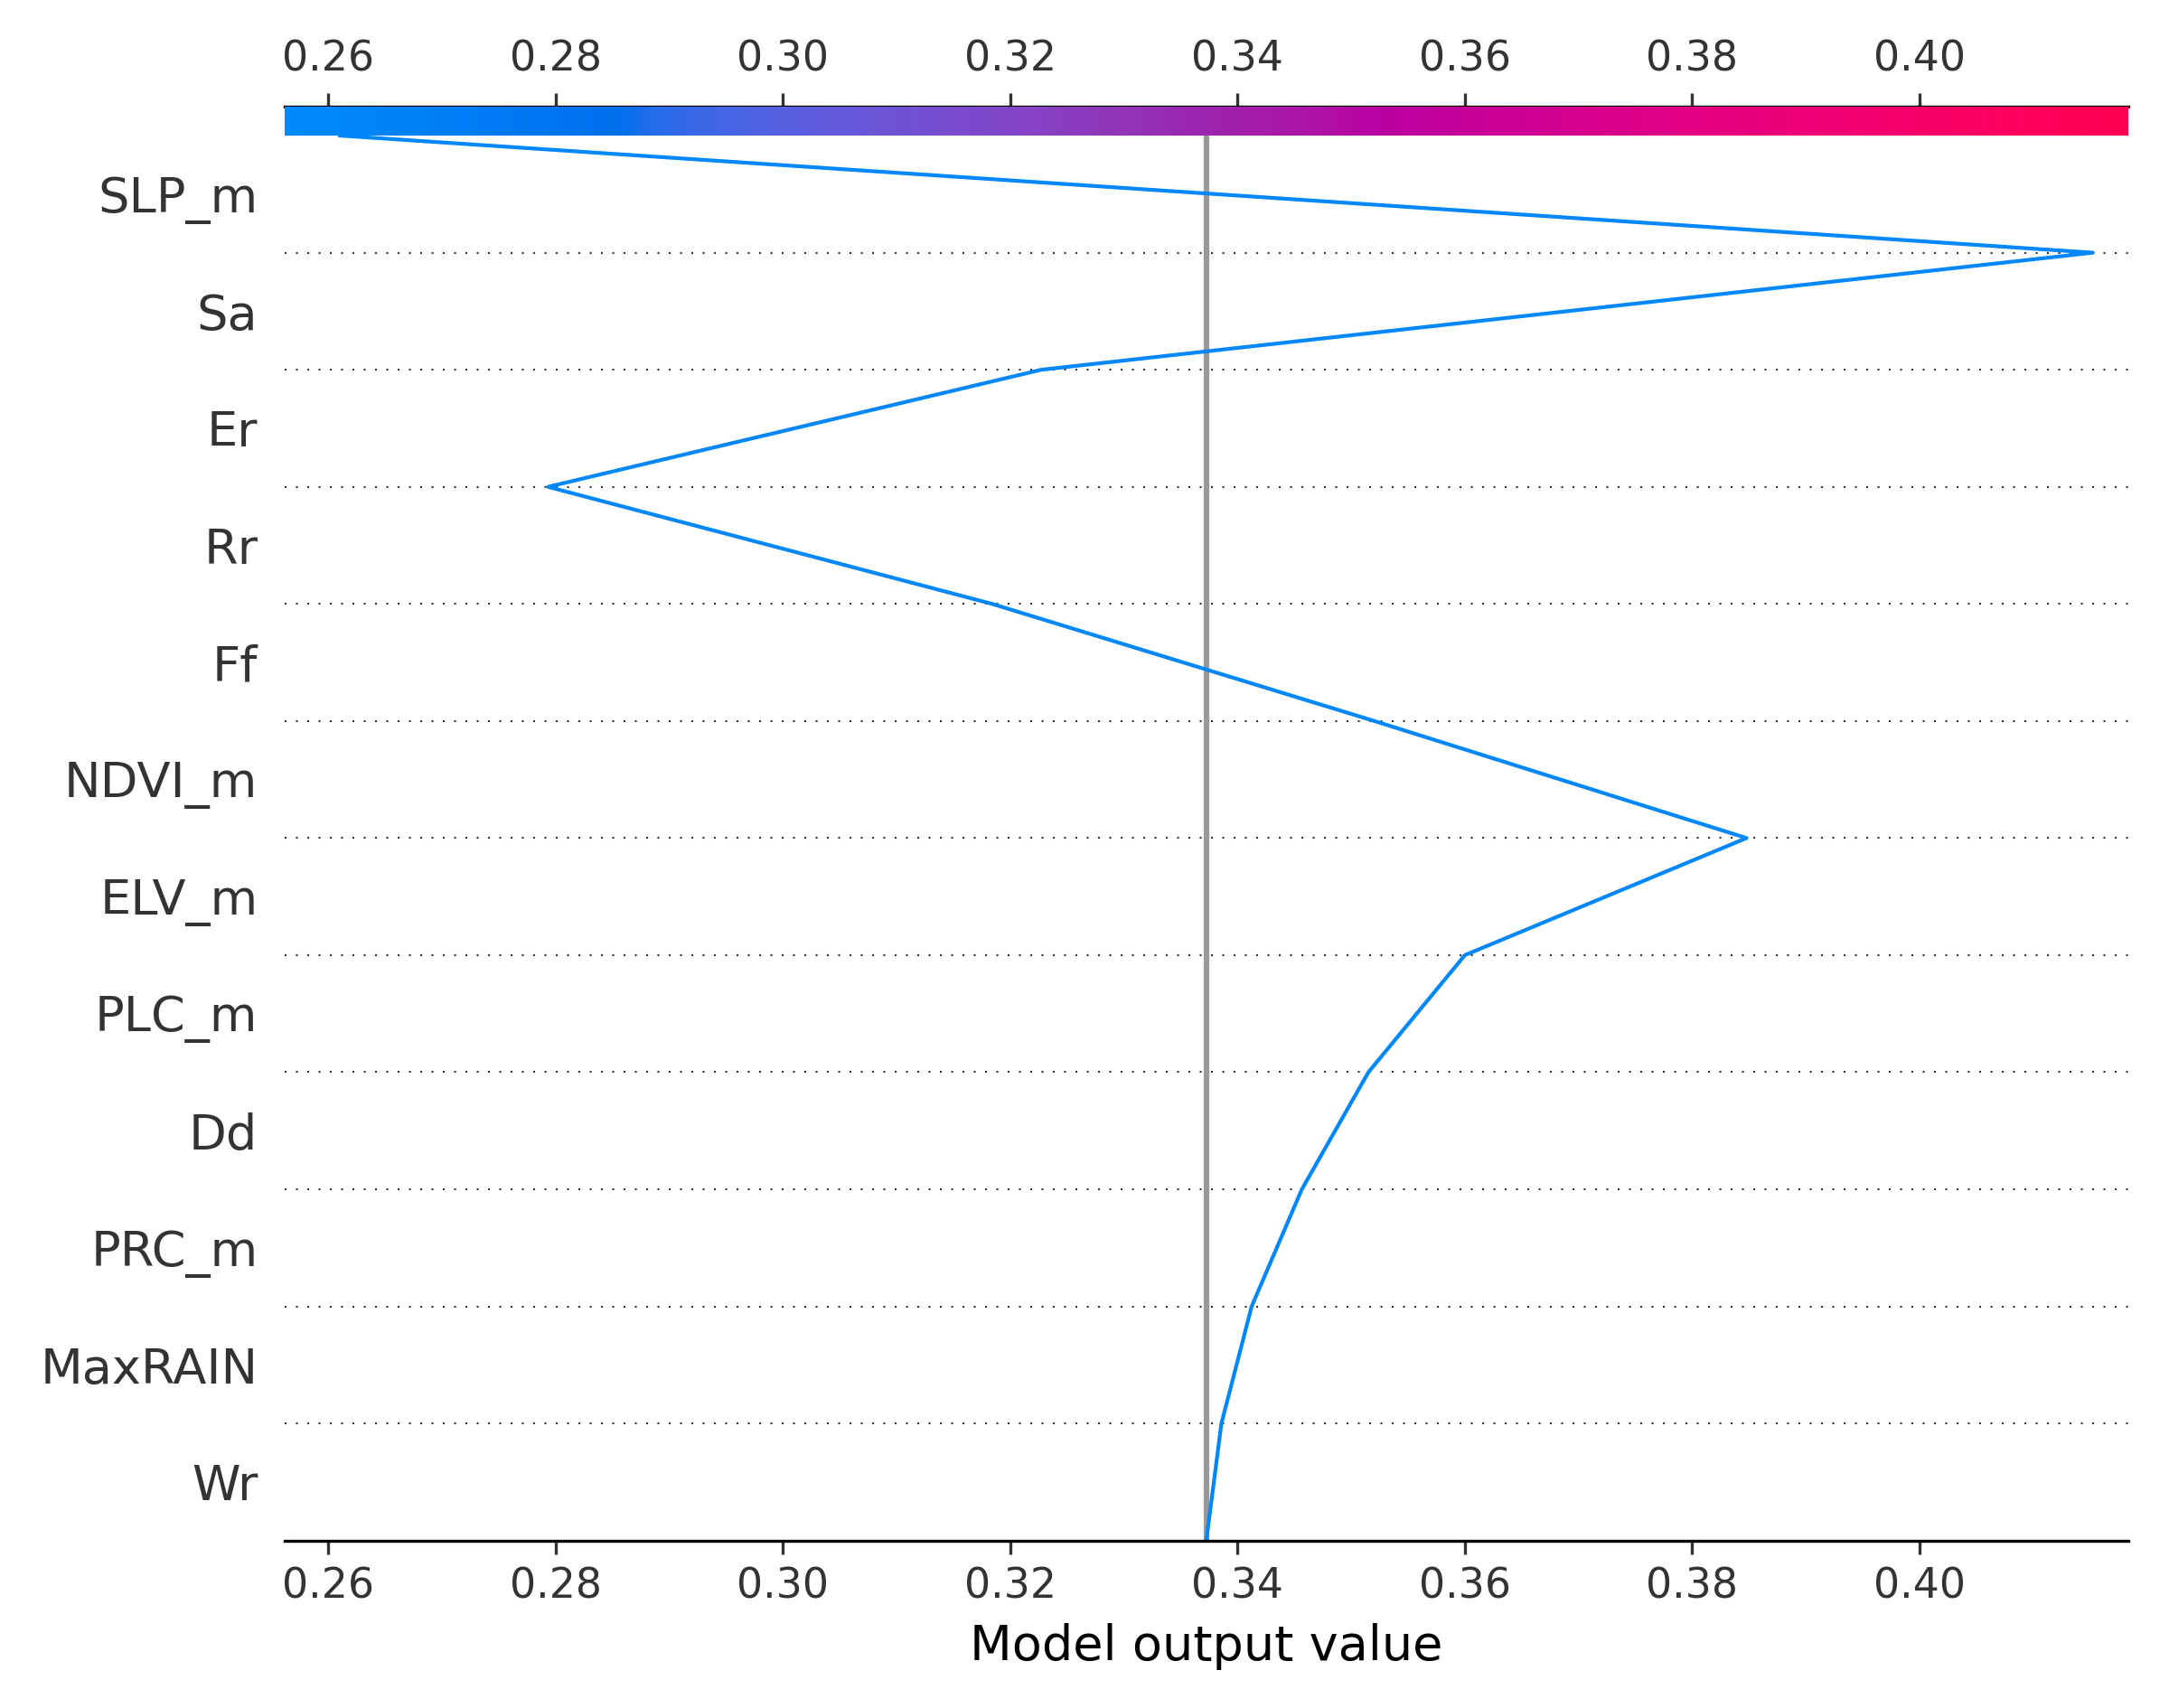 0.26 0.28 0.30 0.32 0.34 0.36 0.38 0.40
SLP_m
Sa
Er
Rr
Ff
NDVI_m
ELV_m
PLC_m
Dd
PRC_m
MaxRAIN
Wr
0.26 0.28 0.30 0.32 0.34 0.36 0.38 0.40
Model output value